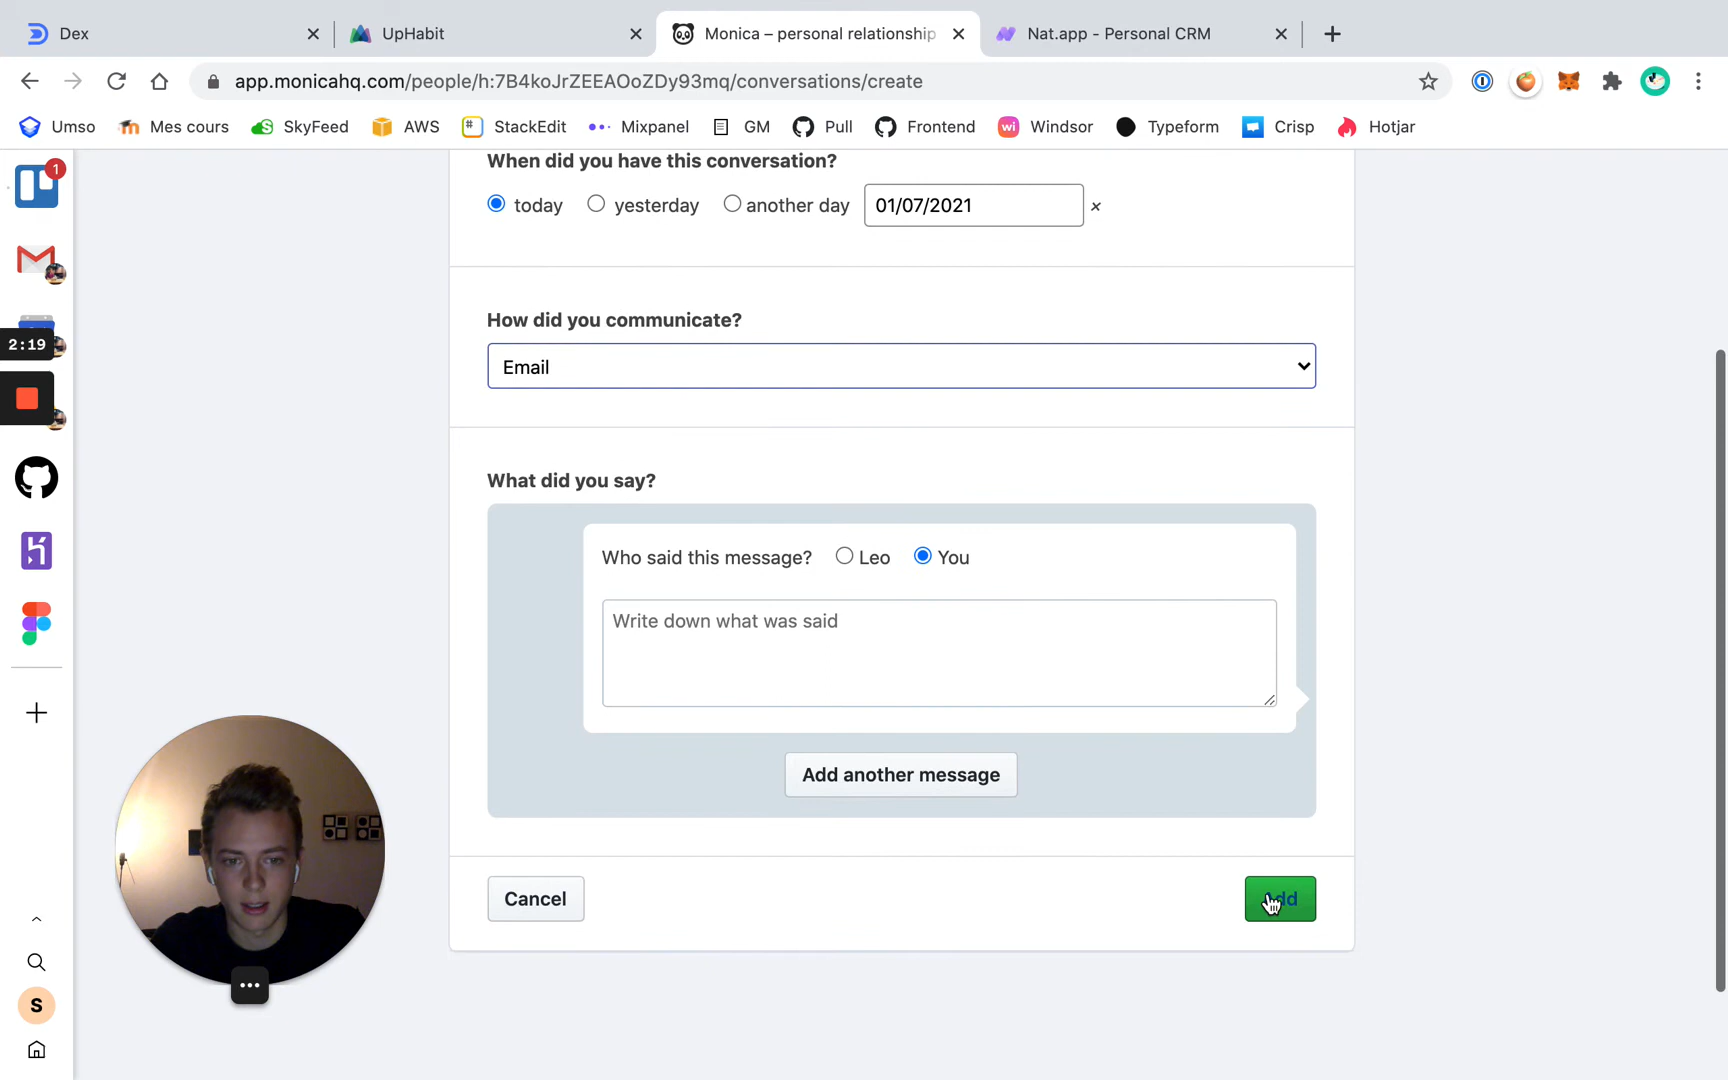 Dex
UpHabit
Monica – personal relationship
Nat.app - Personal CRM
app.monicahq.com/people/h:7B4koJrZEEAOoZDy93mq/conversations/create
Umso
Mes cours
SkyFeed
AWS
StackEdit
Mixpanel
GM
Pull
Frontend
wi
Windsor
Typeform
Crisp
Hotjar
1
When did you have this conversation?
today
yesterday
another day
01/07/2021
2:19
How did you communicate?
Email
What did you say?
Who said this message?
Leo
You
Write down what was said
Add another message
Cancel
Add
S